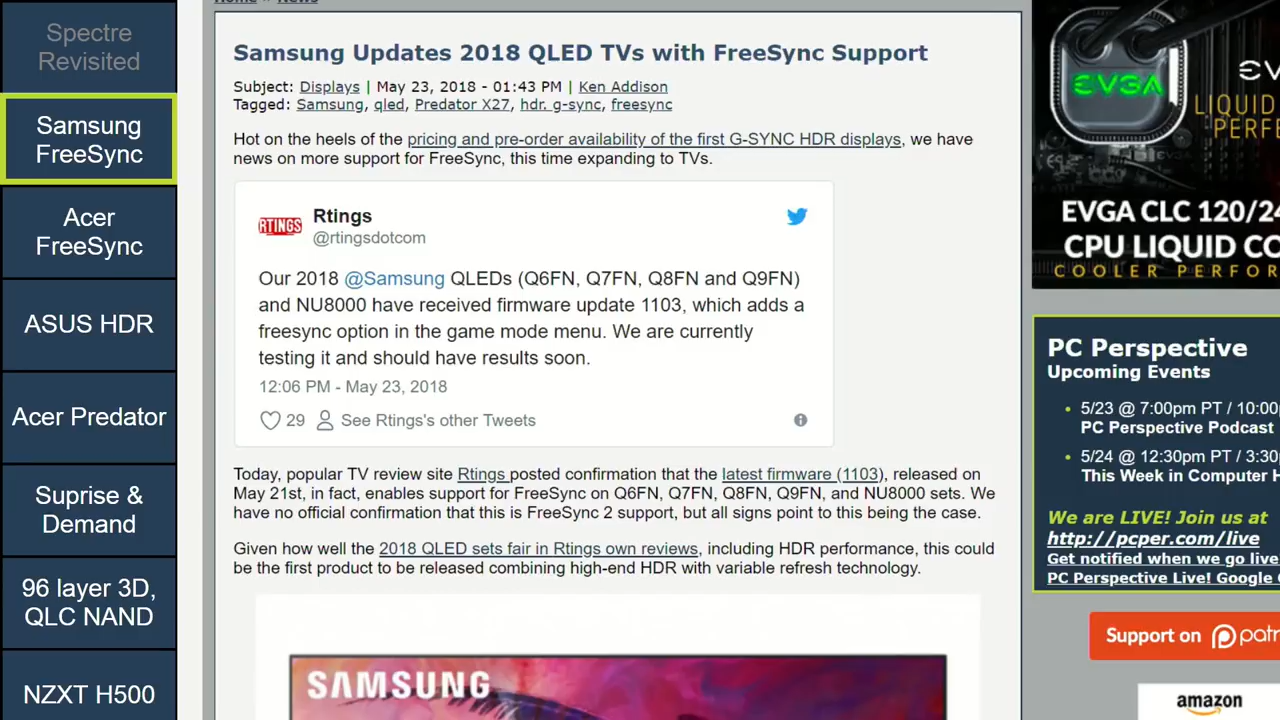 Spectre
Revisited
Samsung
FreeSync
Acer
FreeSync
ASUS HDR
Acer Predator
Suprise &
Demand
96 layer 3D,
QLC NAND
NZXT H500
Home » News
Samsung Updates 2018 QLED TVs with FreeSync Support
Subject: Displays | May 23, 2018 - 01:43 PM | Ken Addison
Tagged: Samsung, qled, Predator X27, hdr. g-sync, freesync
Hot on the heels of the pricing and pre-order availability of the first G-SYNC HDR displays, we have
news on more support for FreeSync, this time expanding to TVs.
RTINGS
Rtings
@rtingsdotcom
Our 2018 @Samsung QLEDs (Q6FN, Q7FN, Q8FN and Q9FN)
and NU8000 have received firmware update 1103, which adds a
freesync option in the game mode menu. We are currently
testing it and should have results soon.
12:06 PM - May 23, 2018
29 See Rtings's other Tweets
Today, popular TV review site Rtings posted confirmation that the latest firmware (1103), released on
May 21st, in fact, enables support for FreeSync on Q6FN, Q7FN, Q8FN, Q9FN, and NU8000 sets. We
have no official confirmation that this is FreeSync 2 support, but all signs point to this being the case.
Given how well the 2018 QLED sets fair in Rtings own reviews, including HDR performance, this could
be the first product to be released combining high-end HDR with variable refresh technology.
SAMSUNG
EVGA
EV
LIQUID
PERFE
EVGA CLC 120/24
CPU LIQUID CO
COOLER PERFOR
PC Perspective
Upcoming Events
• 5/23 @ 7:00pm PT / 10:00
PC Perspective Podcast
• 5/24 @ 12:30pm PT / 3:30
This Week in Computer H
We are LIVE! Join us at
http://pcper.com/live
Get notified when we go live
PC Perspective Live! Google C
Support on patr
amazon